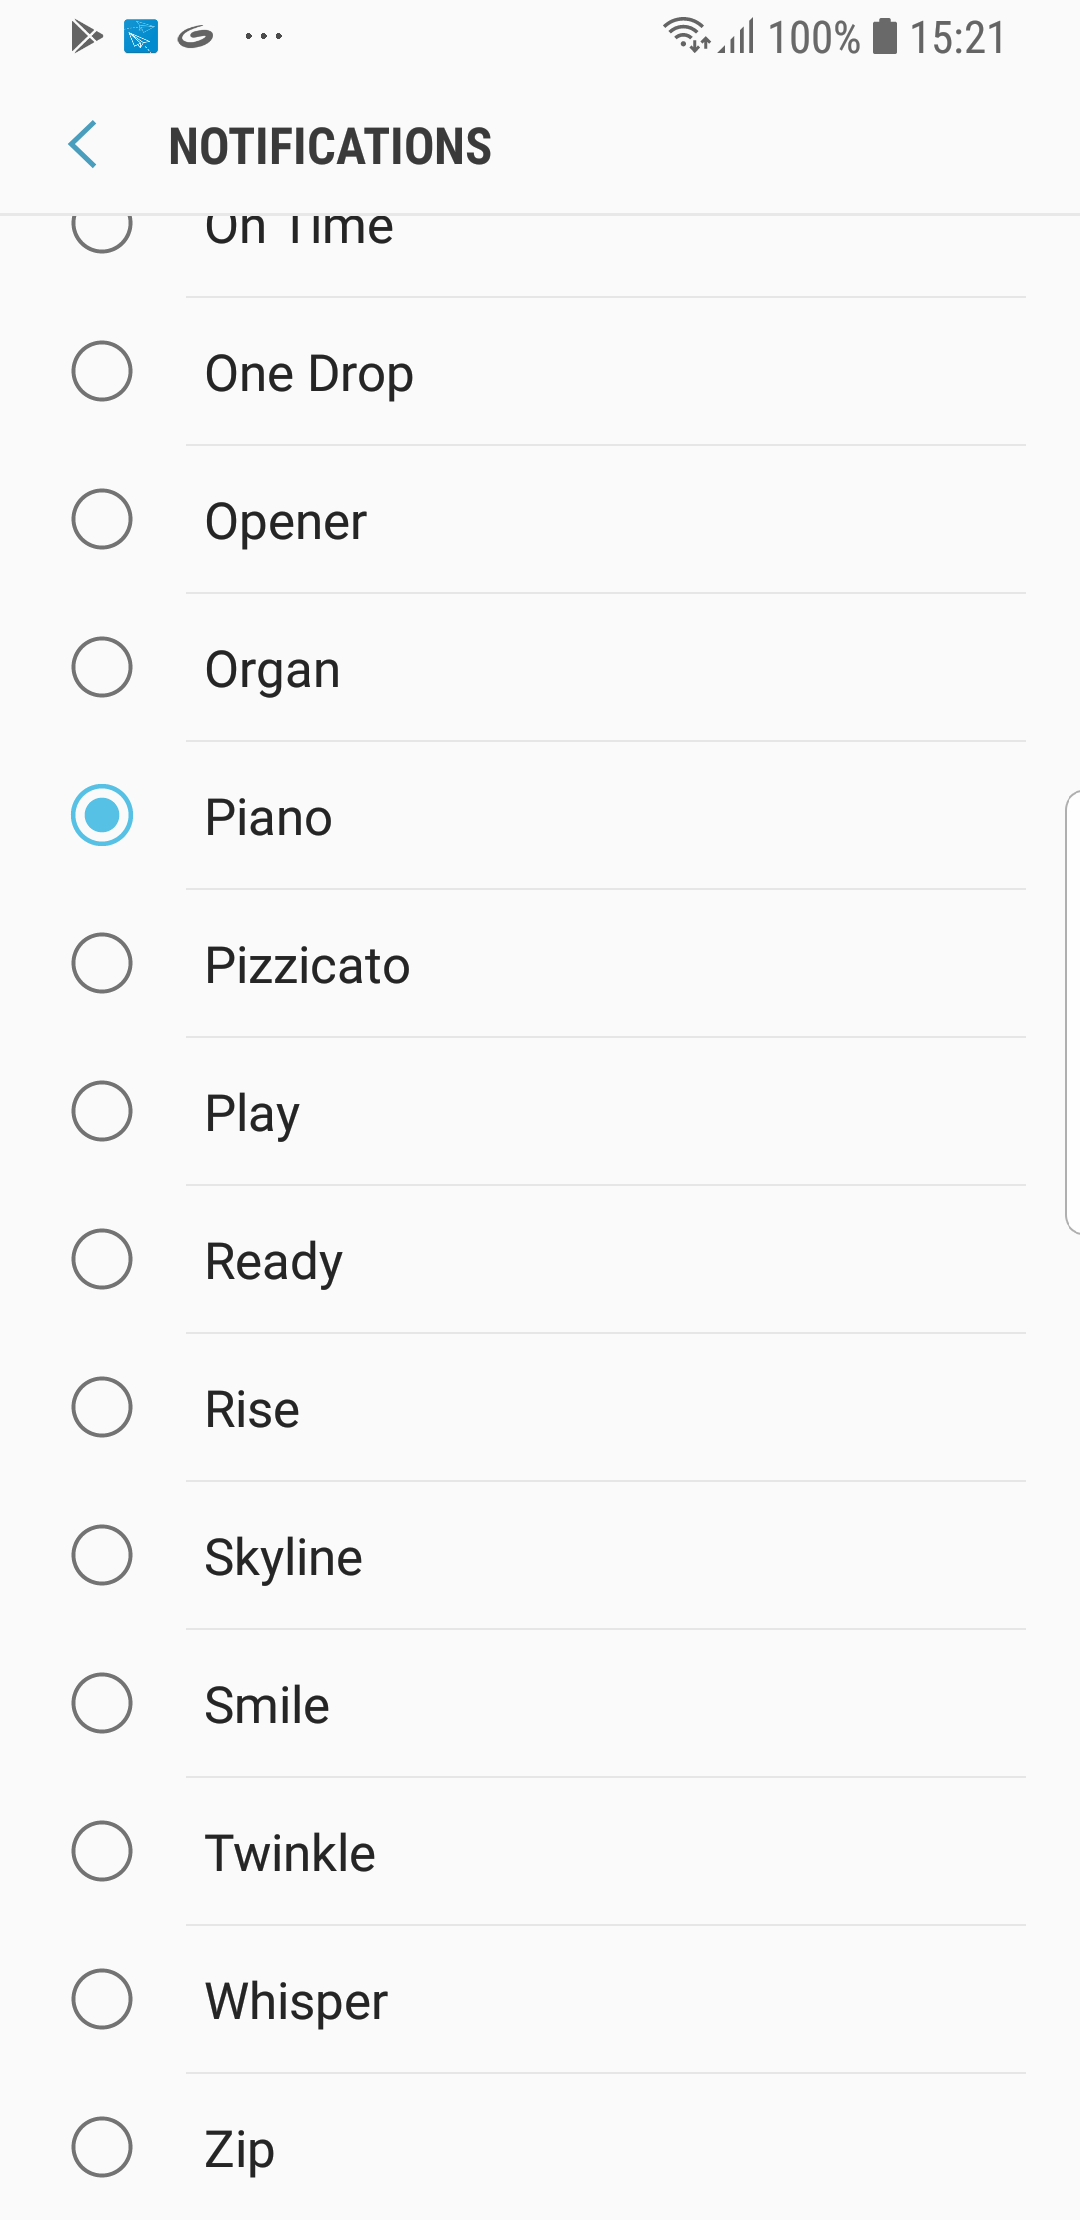 100% 15:21
NOTIFICATIONS
On Time
One Drop
Opener
Organ
Piano
Pizzicato
Play
Ready
Rise
Skyline
Smile
Twinkle
Whisper
Zip